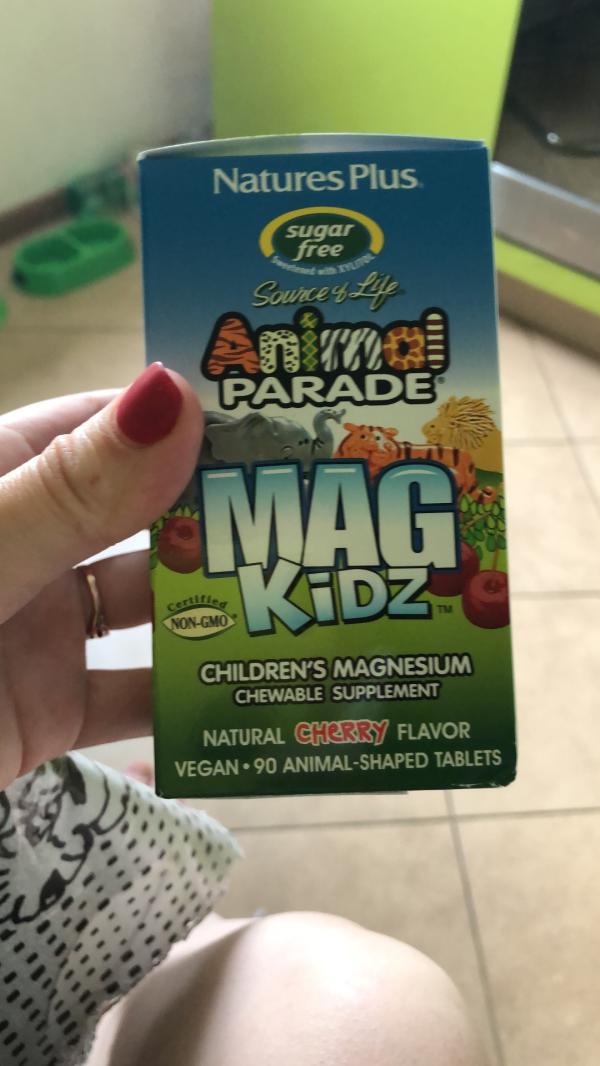 NaturesPlus®
sugar
free
Sweetened with XYLITOL
Source of Life®
Animal
PARADE®
MAG
KiDZ™
Certified
NON-GMO
CHILDREN'S MAGNESIUM
CHEWABLE SUPPLEMENT
NATURAL CHERRY FLAVOR
VEGAN • 90 ANIMAL-SHAPED TABLETS